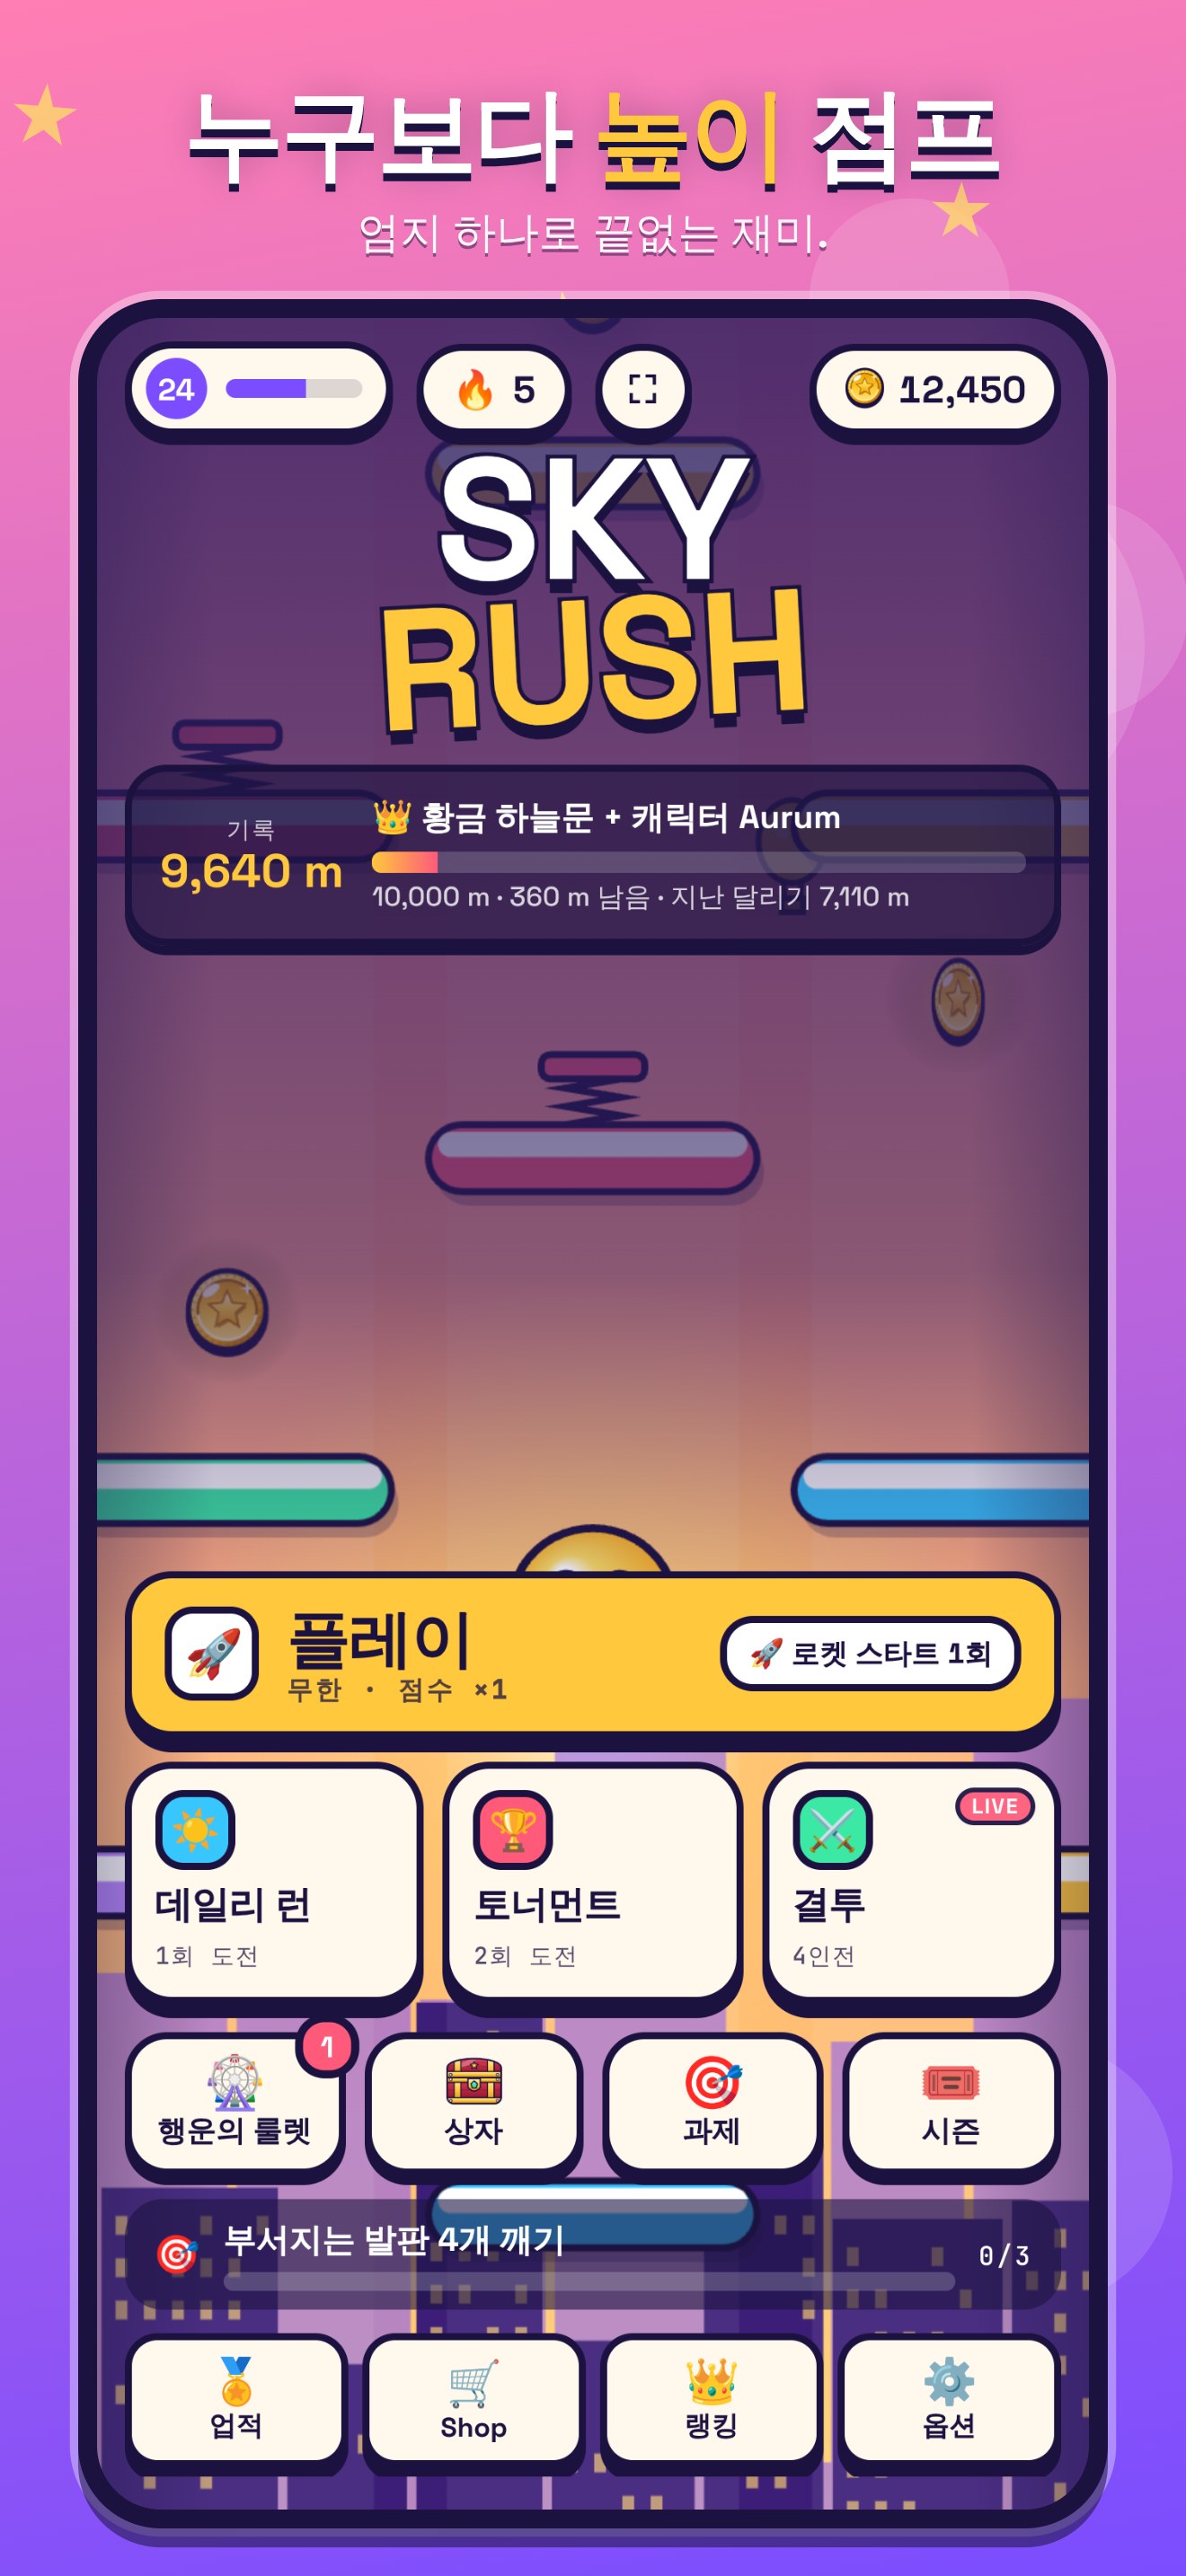 누구보다 높이 점프
엄지 하나로 끝없는 재미.
24
🔥 5
12,450
SKY
RUSH
기록
9,640 m
👑 황금 하늘문 + 캐릭터 Aurum
10,000 m · 360 m 남음 · 지난 달리기 7,110 m
플레이
무한 · 점수 ×1
🚀 로켓 스타트 1회
데일리 런
1회 도전
토너먼트
2회 도전
LIVE
결투
4인전
1
행운의 룰렛
상자
과제
시즌
부서지는 발판 4개 깨기
0/3
업적
Shop
랭킹
옵션